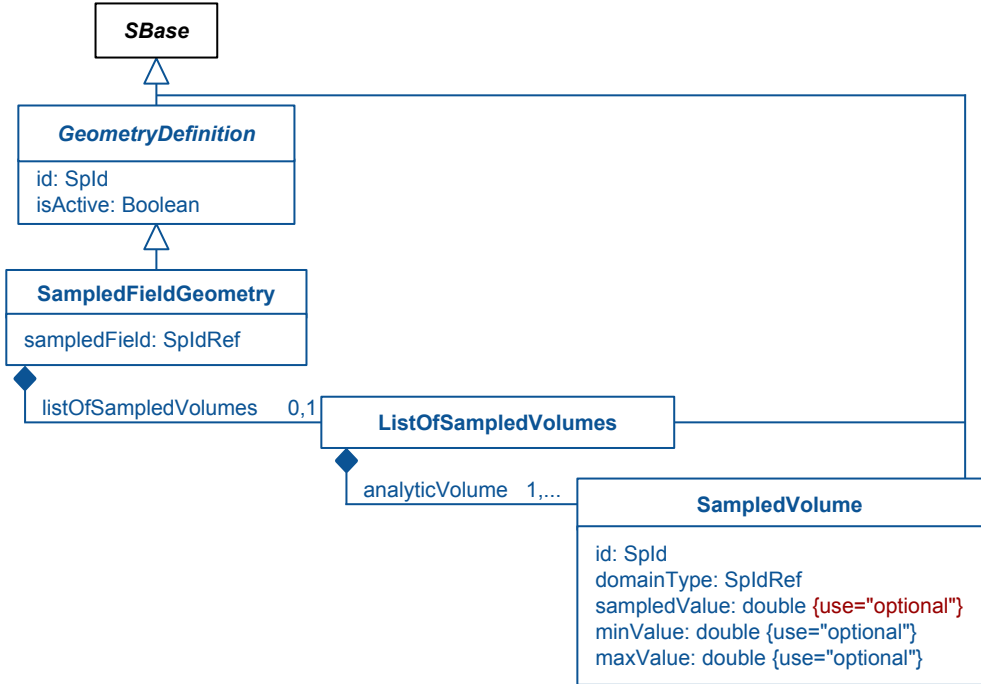 SBase
GeometryDefinition
id: SpId
isActive: Boolean
SampledFieldGeometry
sampledField: SpIdRef
listOfSampledVolumes 0,1
ListOfSampledVolumes
analyticVolume 1,...
SampledVolume
id: SpId
domainType: SpIdRef
sampledValue: double {use="optional"}
minValue: double {use="optional"}
maxValue: double {use="optional"}